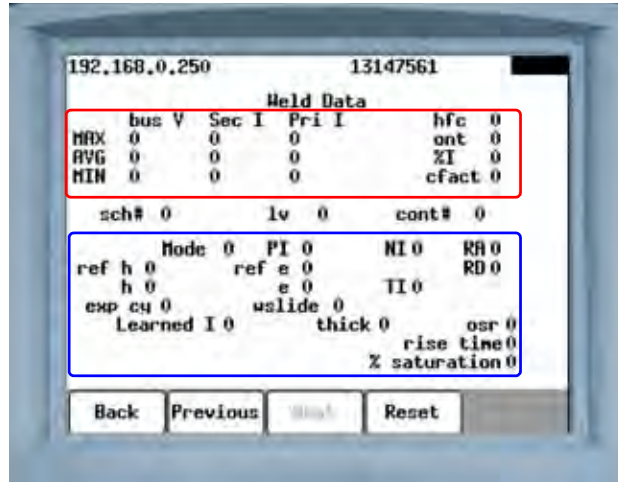 192.168.0.250 13147561
Weld Data
bus V Sec I Pri I hfc 0
MAX 0 0 0 ont 0
AVG 0 0 0 %I 0
MIN 0 0 0 cfact 0
sch# 0 lv 0 cont# 0
Mode 0 PI 0 NI 0 RA 0
ref h 0 ref e 0 RD 0
h 0 e 0 TI 0
exp cy 0 wslide 0
Learned I 0 thick 0 osr 0
rise time 0
% saturation 0
Back Previous Next Reset